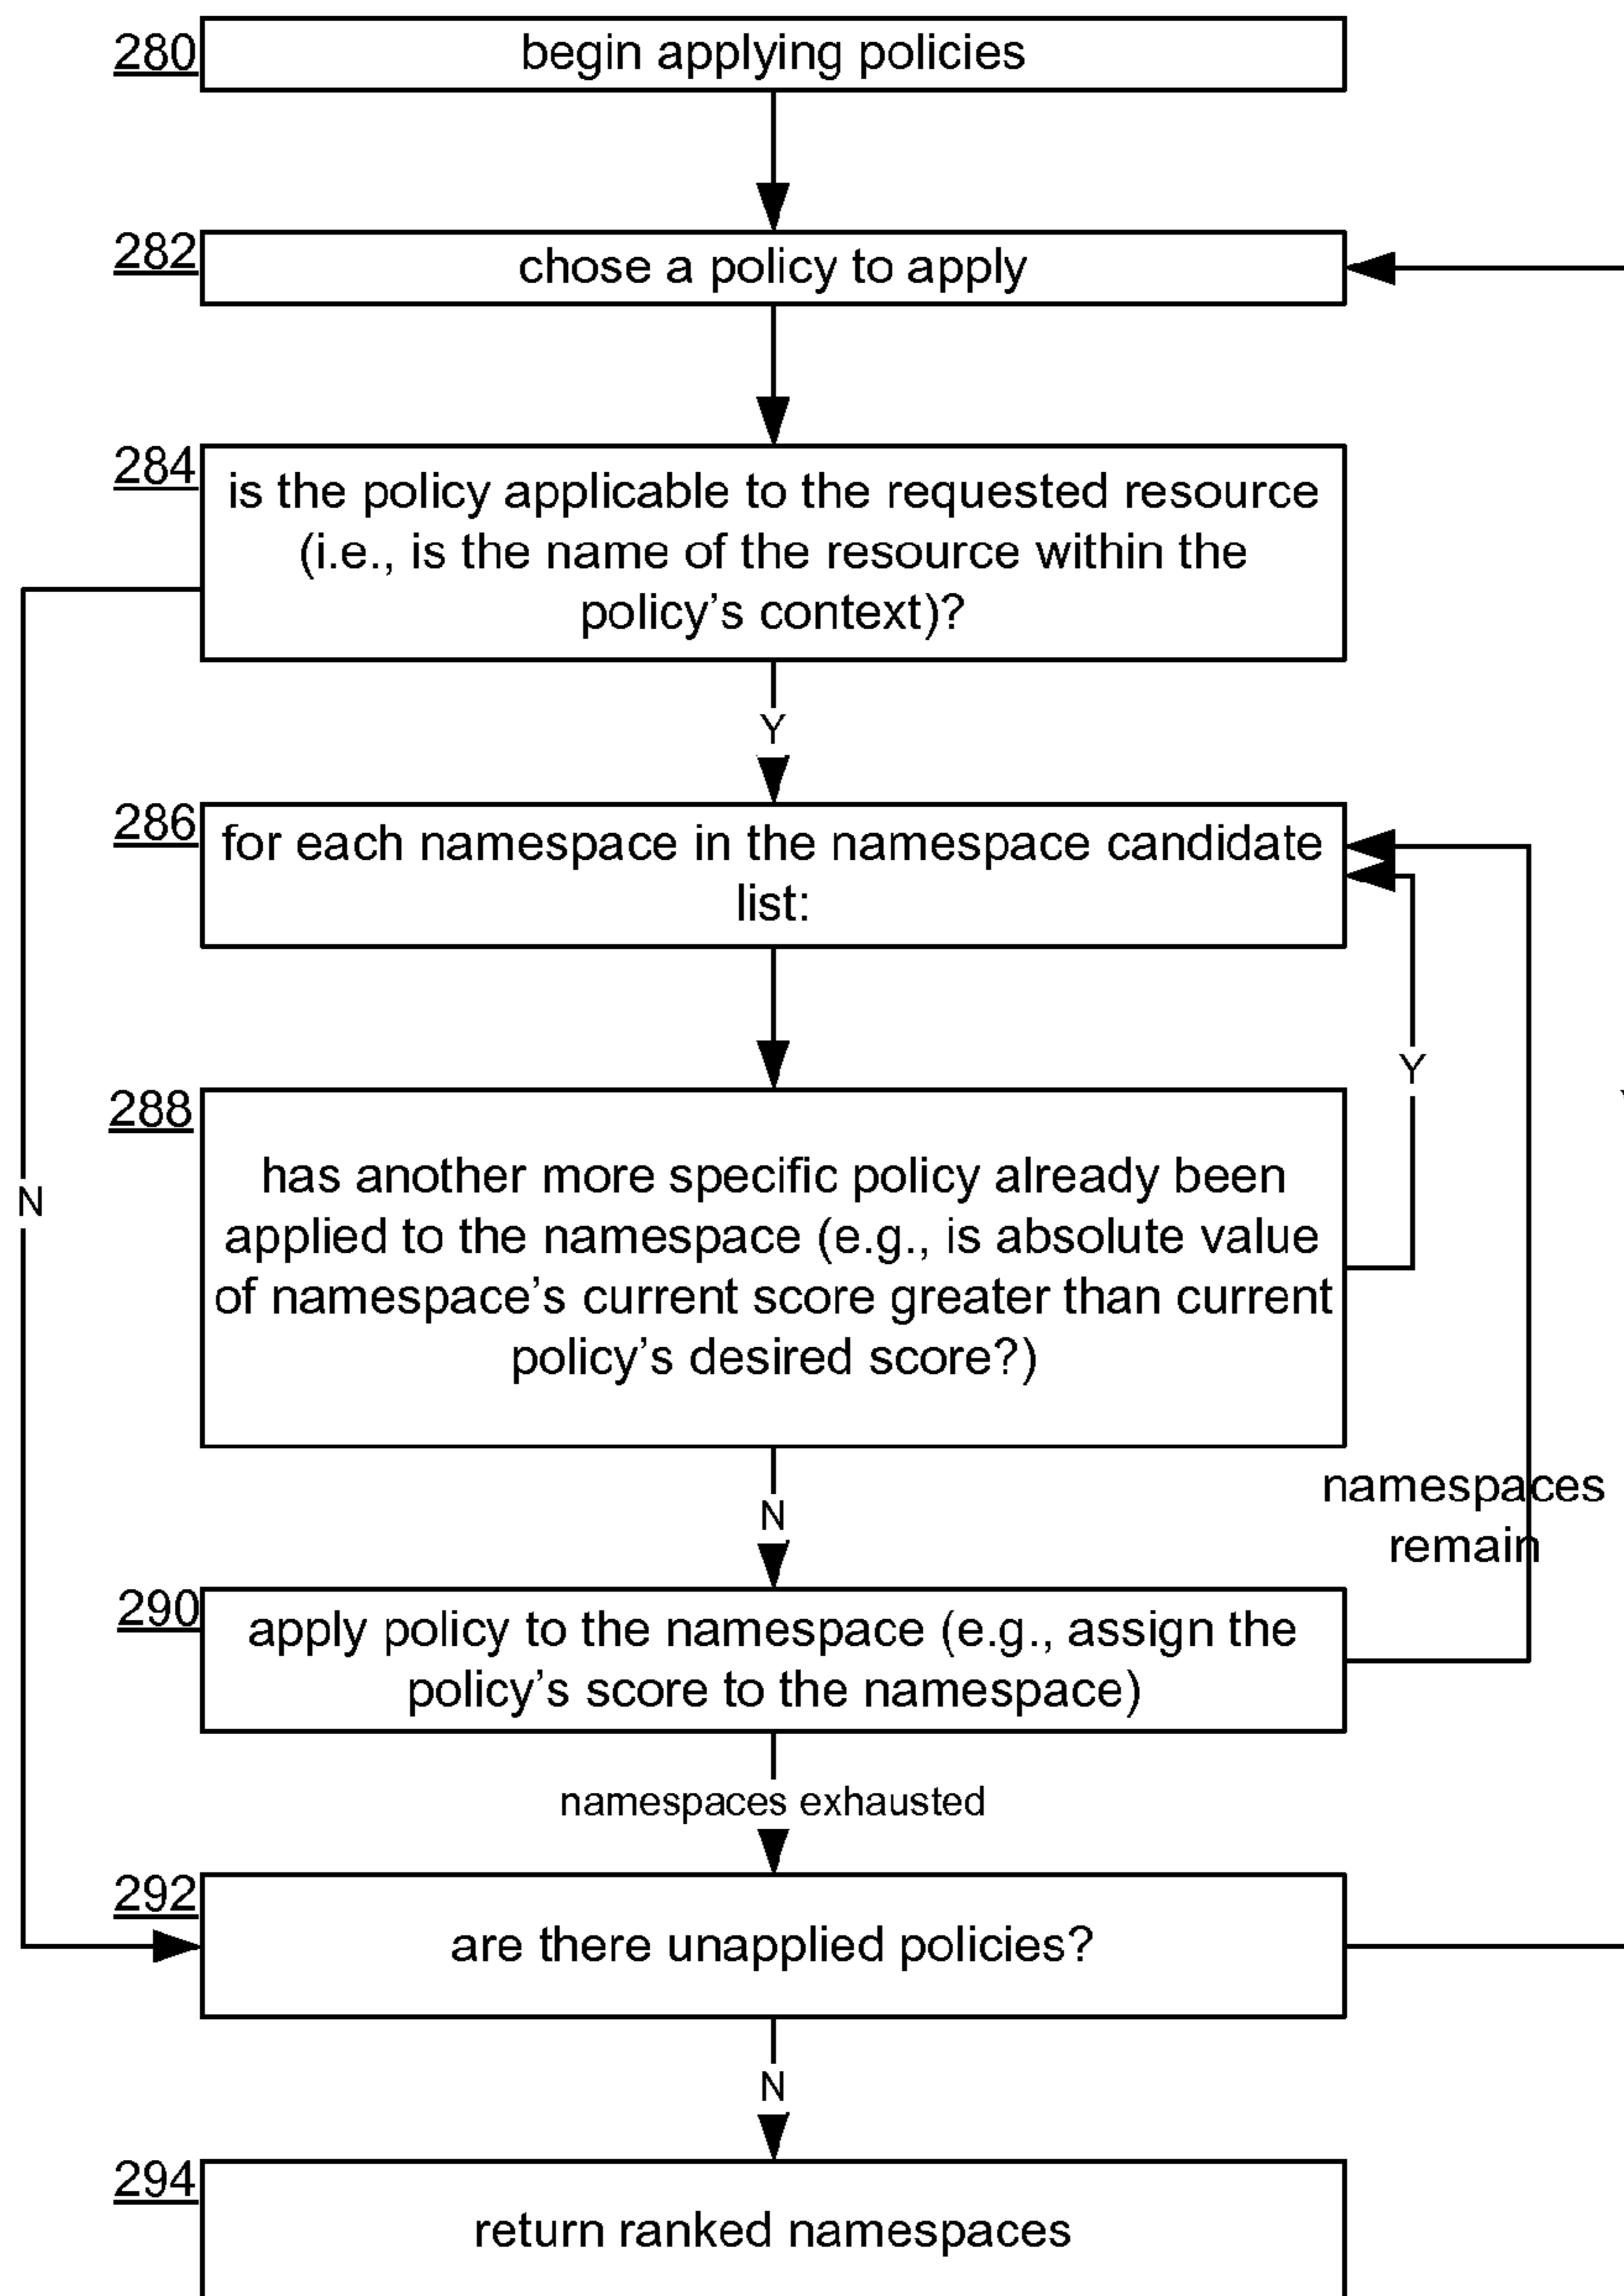 280
begin applying policies
282
chose a policy to apply
284
is the policy applicable to the requested resource
(i.e., is the name of the resource within the
policy's context)?
Y
286
for each namespace in the namespace candidate
list:
288
Y
has another more specific policy already been
applied to the namespace (e.g., is absolute value
of namespace's current score greater than current
policy's desired score?)
N
N
namespaces
remain
290
apply policy to the namespace (e.g., assign the
policy's score to the namespace)
namespaces exhausted
292
are there unapplied policies?
N
294
return ranked namespaces